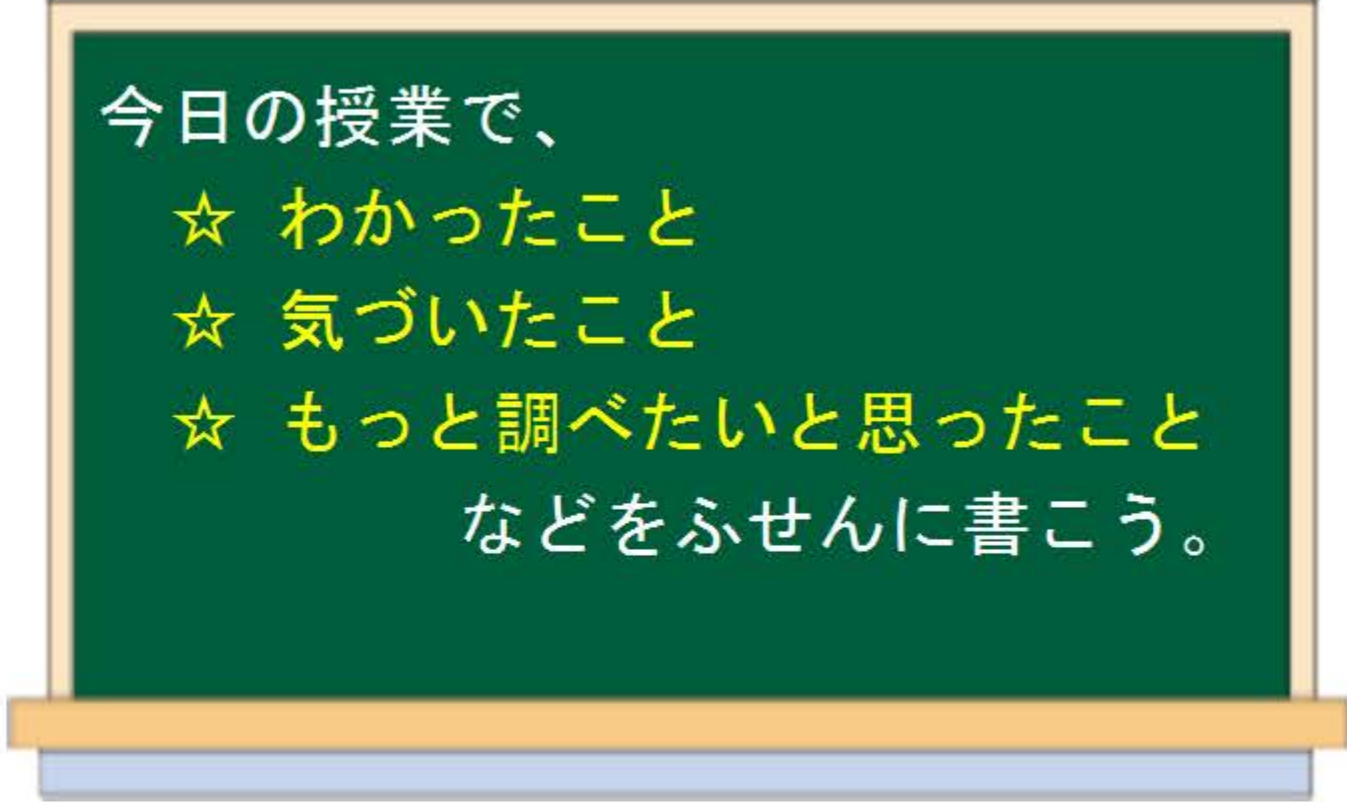 今日の授業で、
☆ わかったこと
☆ 気づいたこと
☆ もっと調べたいと思ったこと
などをふせんに書こう。